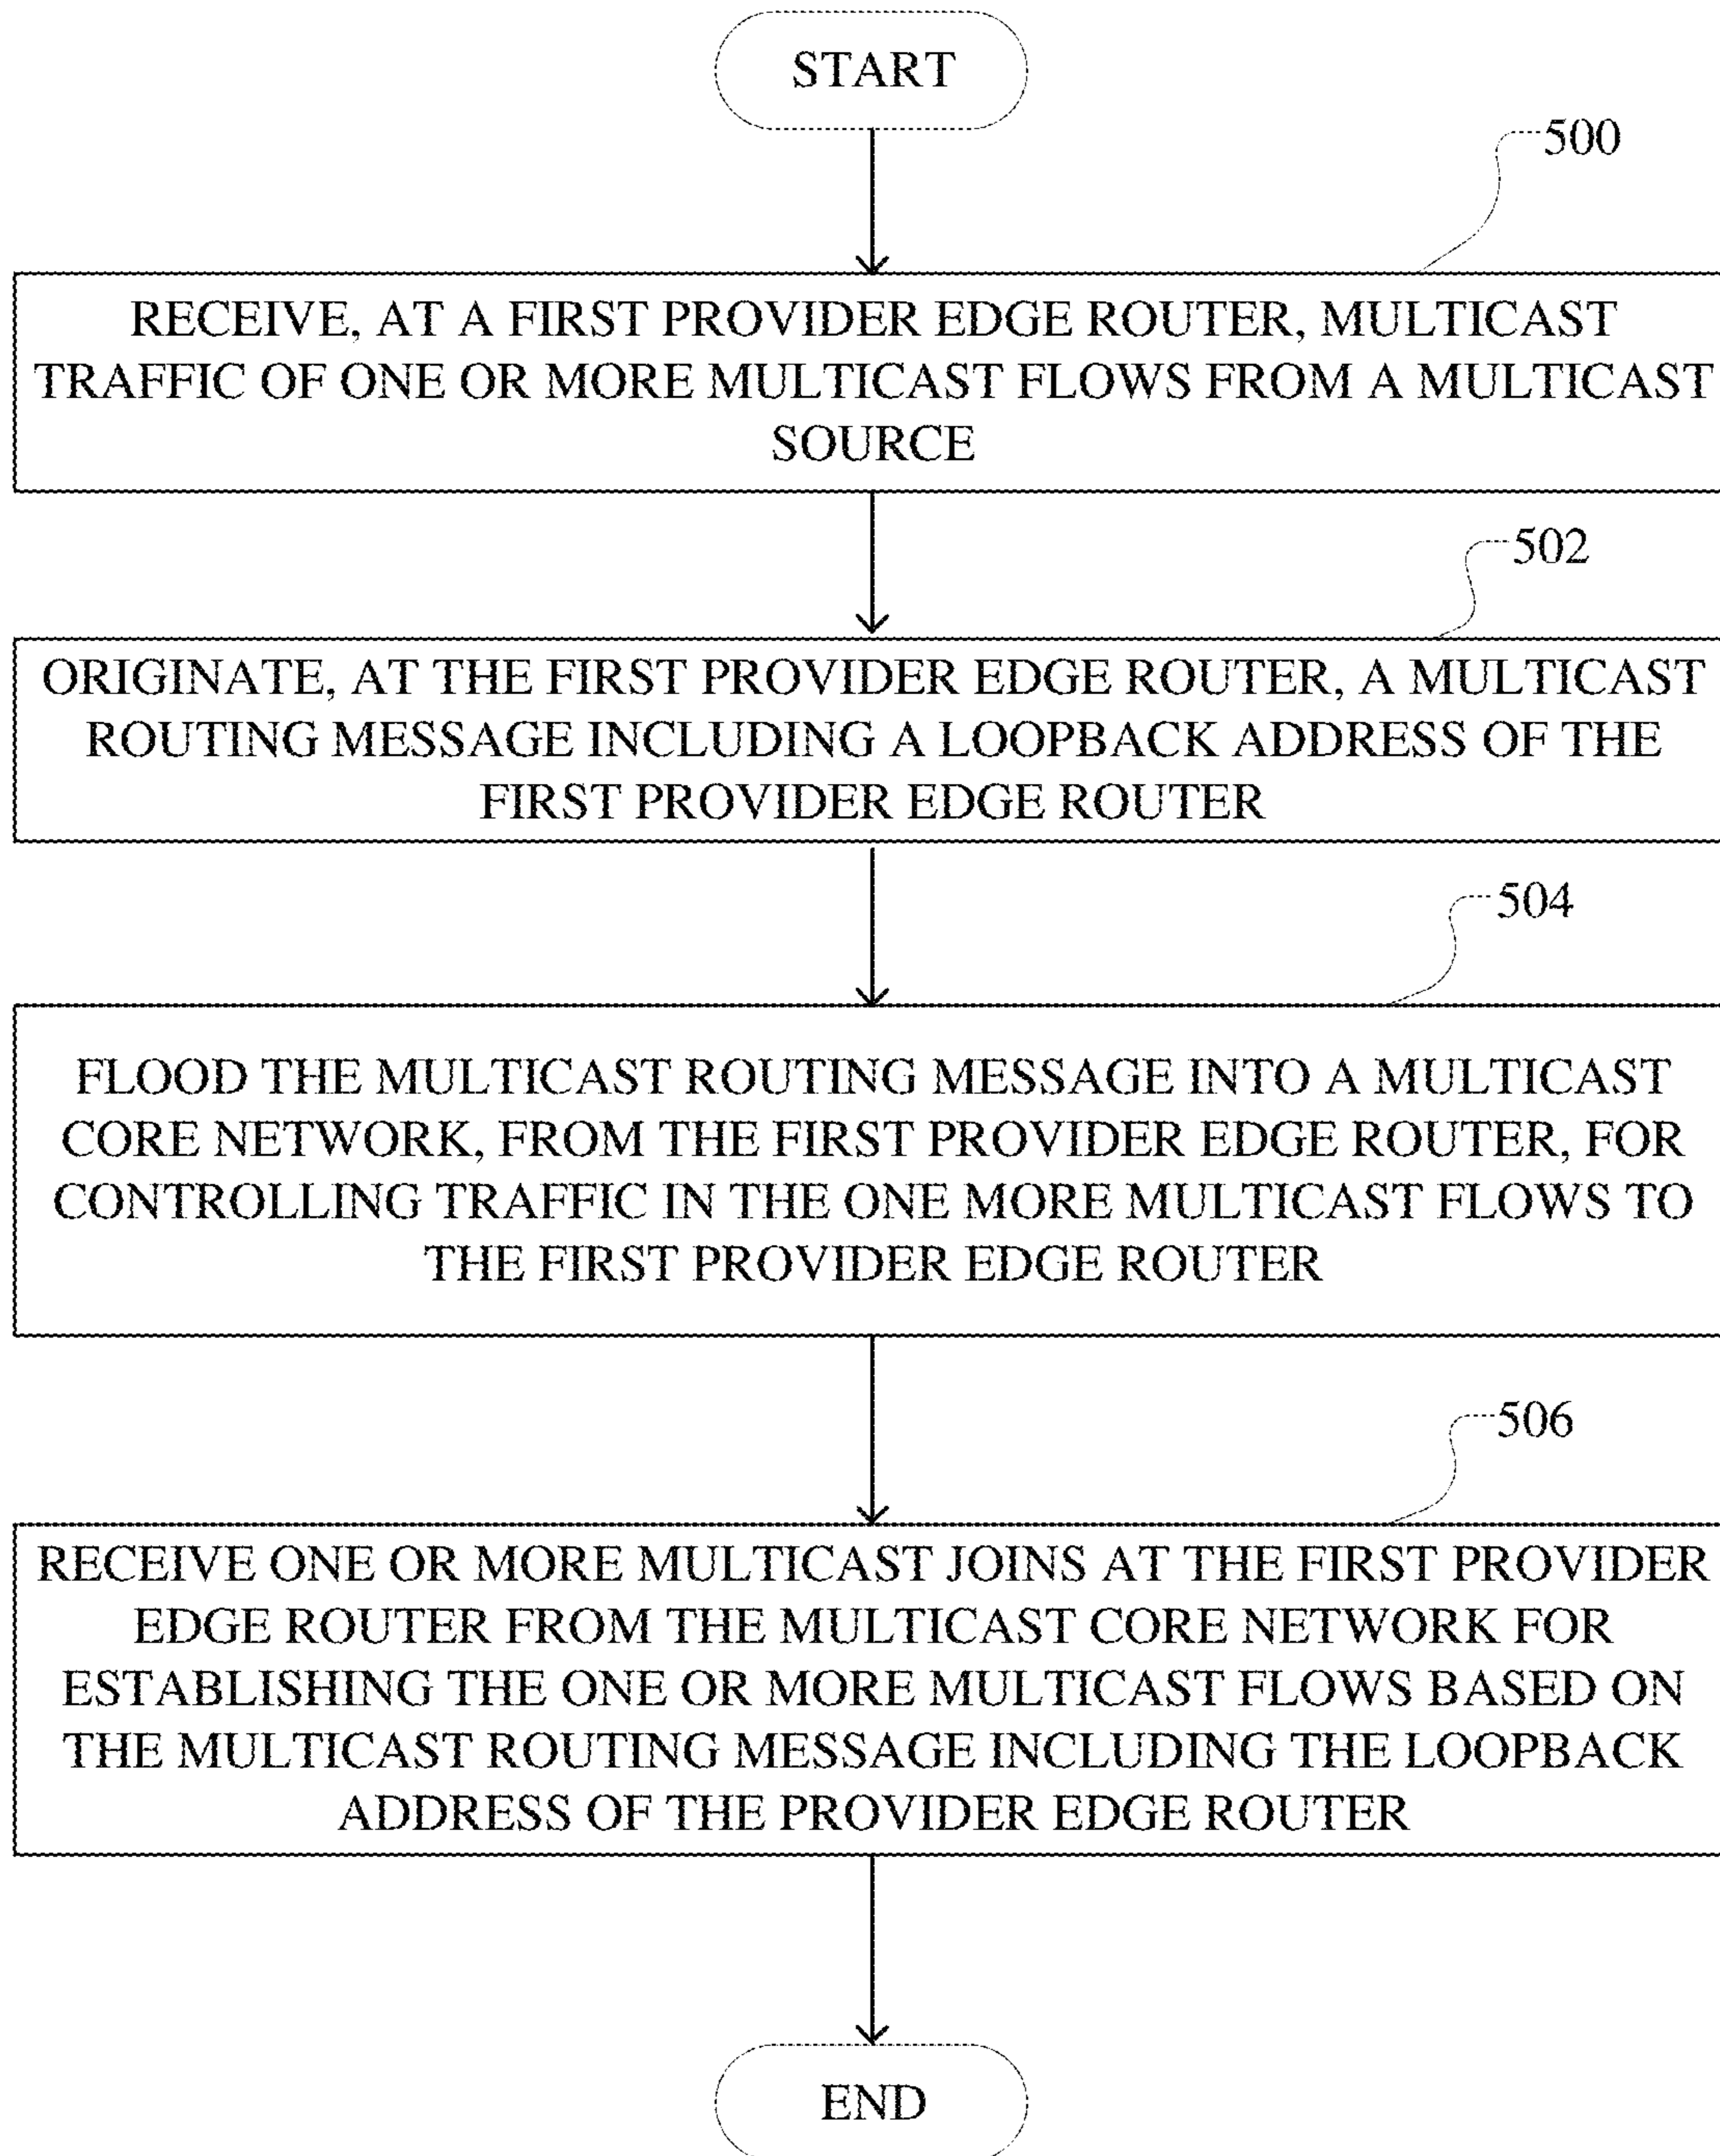 START
500
RECEIVE, AT A FIRST PROVIDER EDGE ROUTER, MULTICAST
TRAFFIC OF ONE OR MORE MULTICAST FLOWS FROM A MULTICAST
SOURCE
502
ORIGINATE, AT THE FIRST PROVIDER EDGE ROUTER, A MULTICAST
ROUTING MESSAGE INCLUDING A LOOPBACK ADDRESS OF THE
FIRST PROVIDER EDGE ROUTER
504
FLOOD THE MULTICAST ROUTING MESSAGE INTO A MULTICAST
CORE NETWORK, FROM THE FIRST PROVIDER EDGE ROUTER, FOR
CONTROLLING TRAFFIC IN THE ONE MORE MULTICAST FLOWS TO
THE FIRST PROVIDER EDGE ROUTER
506
RECEIVE ONE OR MORE MULTICAST JOINS AT THE FIRST PROVIDER
EDGE ROUTER FROM THE MULTICAST CORE NETWORK FOR
ESTABLISHING THE ONE OR MORE MULTICAST FLOWS BASED ON
THE MULTICAST ROUTING MESSAGE INCLUDING THE LOOPBACK
ADDRESS OF THE PROVIDER EDGE ROUTER
END